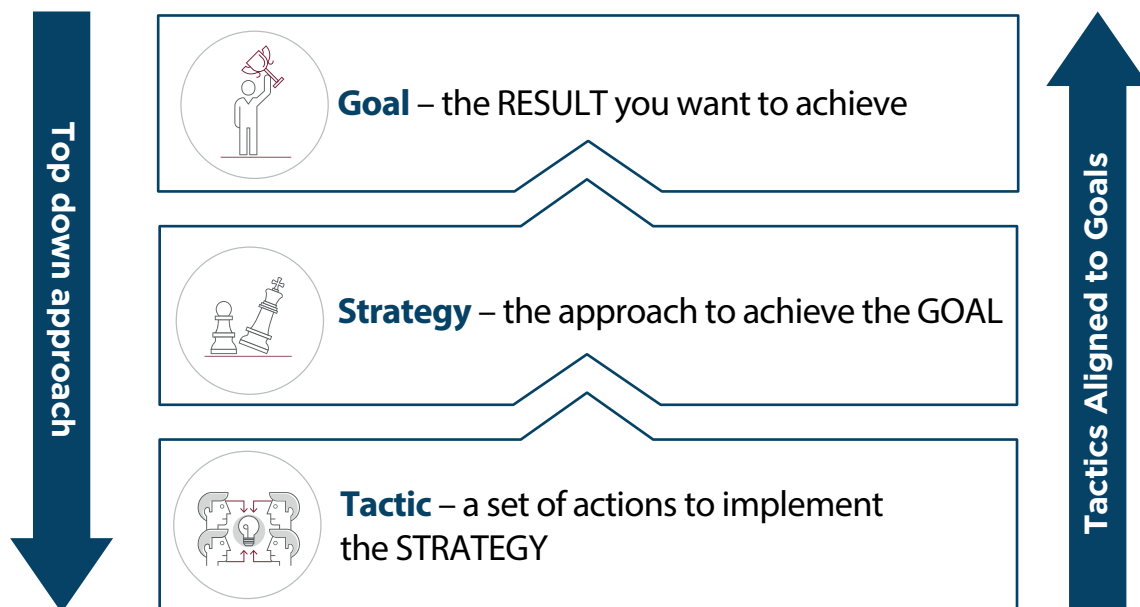 Top down approach
Goal – the RESULT you want to achieve
Strategy – the approach to achieve the GOAL
Tactic – a set of actions to implement
the STRATEGY
Tactics Aligned to Goals